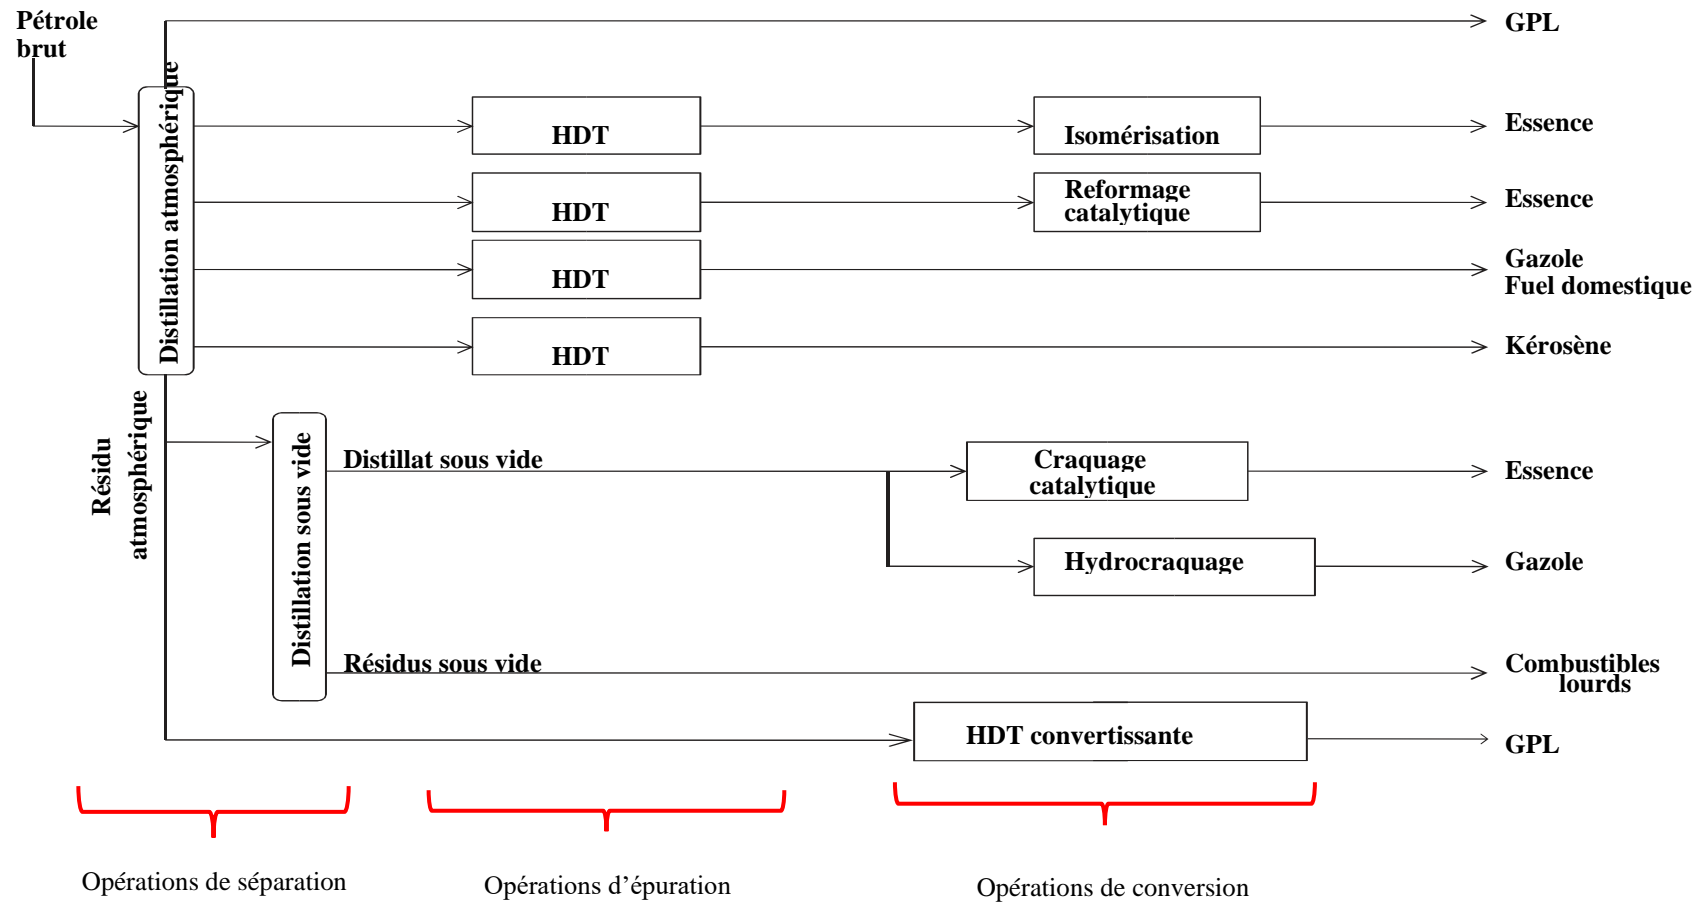 Pétrole
brut
GPL
Distillation atmosphérique
HDT
Isomérisation
Essence
HDT
Reformage
catalytique
Essence
HDT
Gazole
Fuel domestique
HDT
Kérosène
Résidu
atmosphérique
Distillation sous vide
Distillat sous vide
Craquage
catalytique
Essence
Hydrocraquage
Gazole
Résidus sous vide
Combustibles
lourds
HDT convertissante
GPL
Opérations de séparation
Opérations d’épuration
Opérations de conversion